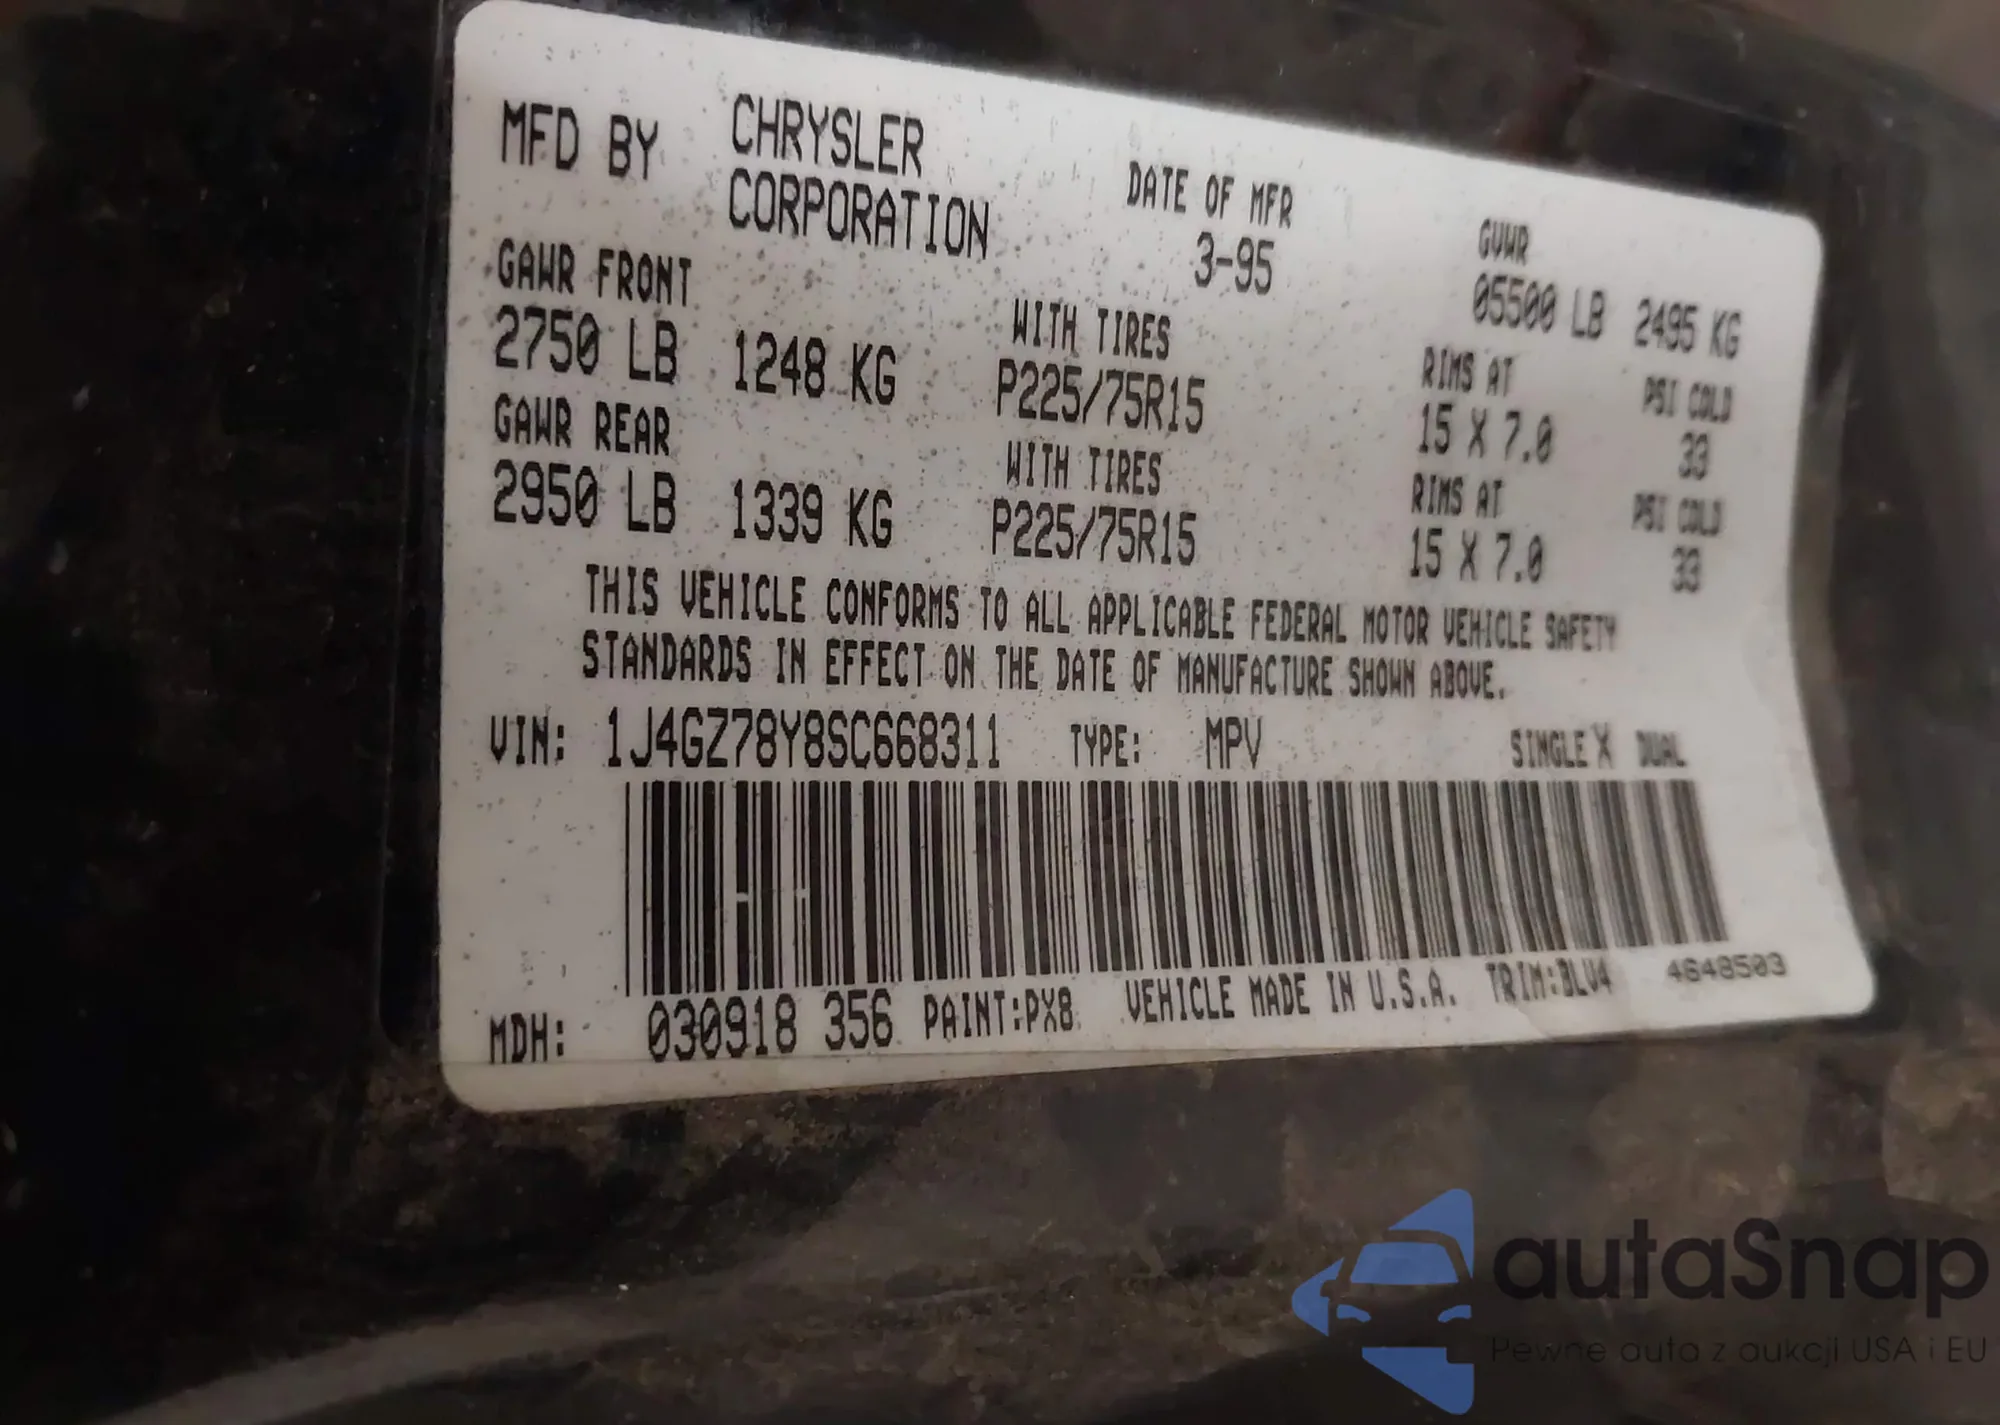 MFD BY CHRYSLER CORPORATION DATE OF MFR 3-95 GVWR 05500 LB 2495 KG
GAWR FRONT WITH TIRES RIMS AT PSI COLD
2750 LB 1248 KG P225/75R15 15 X 7.0 33
GAWR REAR WITH TIRES RIMS AT PSI COLD
2950 LB 1339 KG P225/75R15 15 X 7.0 33
THIS VEHICLE CONFORMS TO ALL APPLICABLE FEDERAL MOTOR VEHICLE SAFETY
STANDARDS IN EFFECT ON THE DATE OF MANUFACTURE SHOWN ABOVE.
VIN: 1J4GZ78Y8SC668311 TYPE: MPV SINGLE X DUAL
MDH: 030918 356 PAINT:PX8 VEHICLE MADE IN U.S.A. TRIM:BLV4 4648503
autaSnap
Pewne auta z aukcji USA i EU